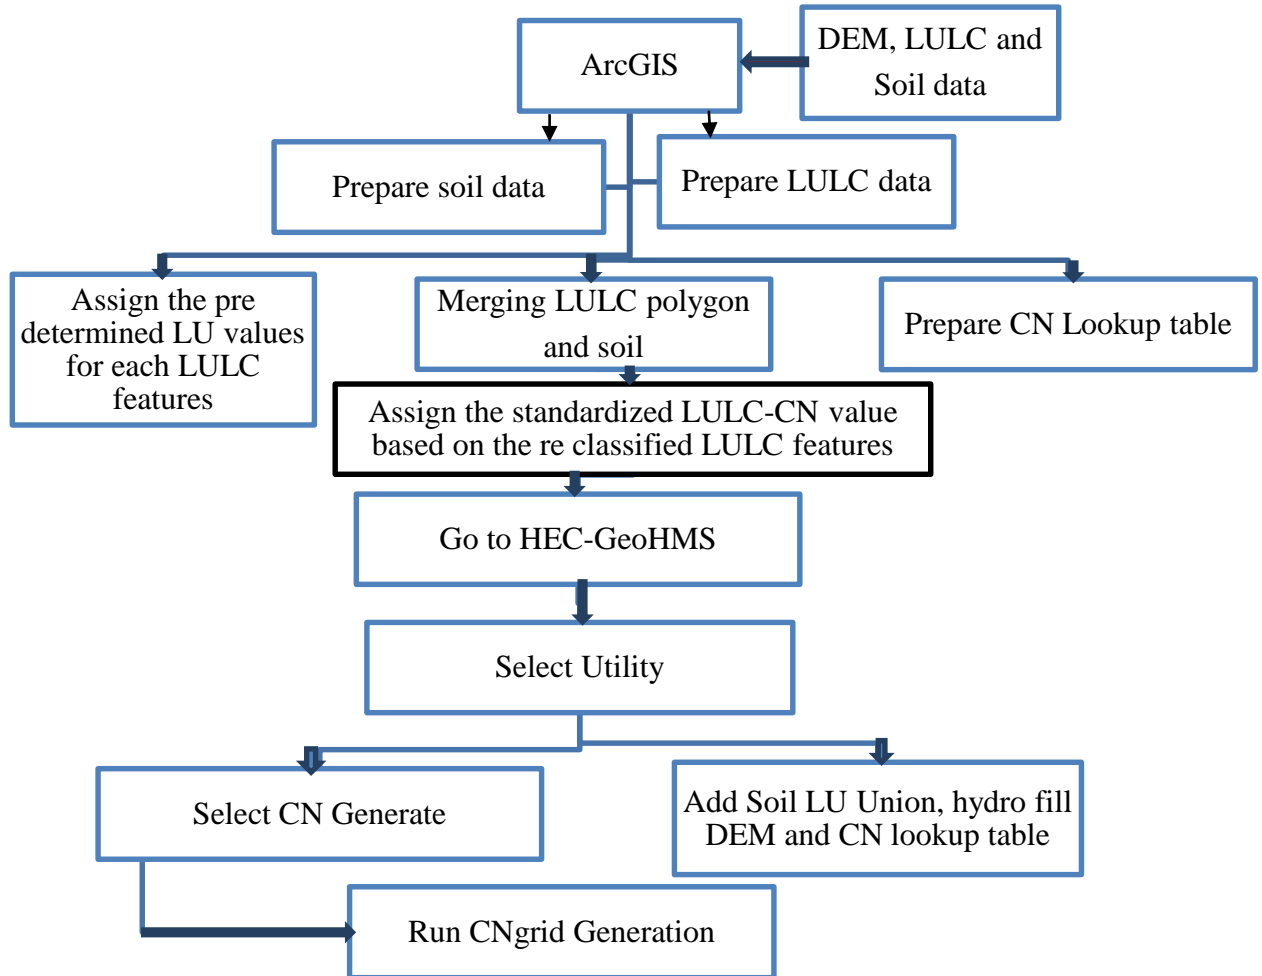 ArcGIS
DEM, LULC and
Soil data
Prepare soil data
Prepare LULC data
Assign the pre
determined LU values
for each LULC
features
Merging LULC polygon
and soil
Prepare CN Lookup table
Assign the standardized LULC-CN value
based on the re classified LULC features
Go to HEC-GeoHMS
Select Utility
Select CN Generate
Add Soil LU Union, hydro fill
DEM and CN lookup table
Run CNgrid Generation